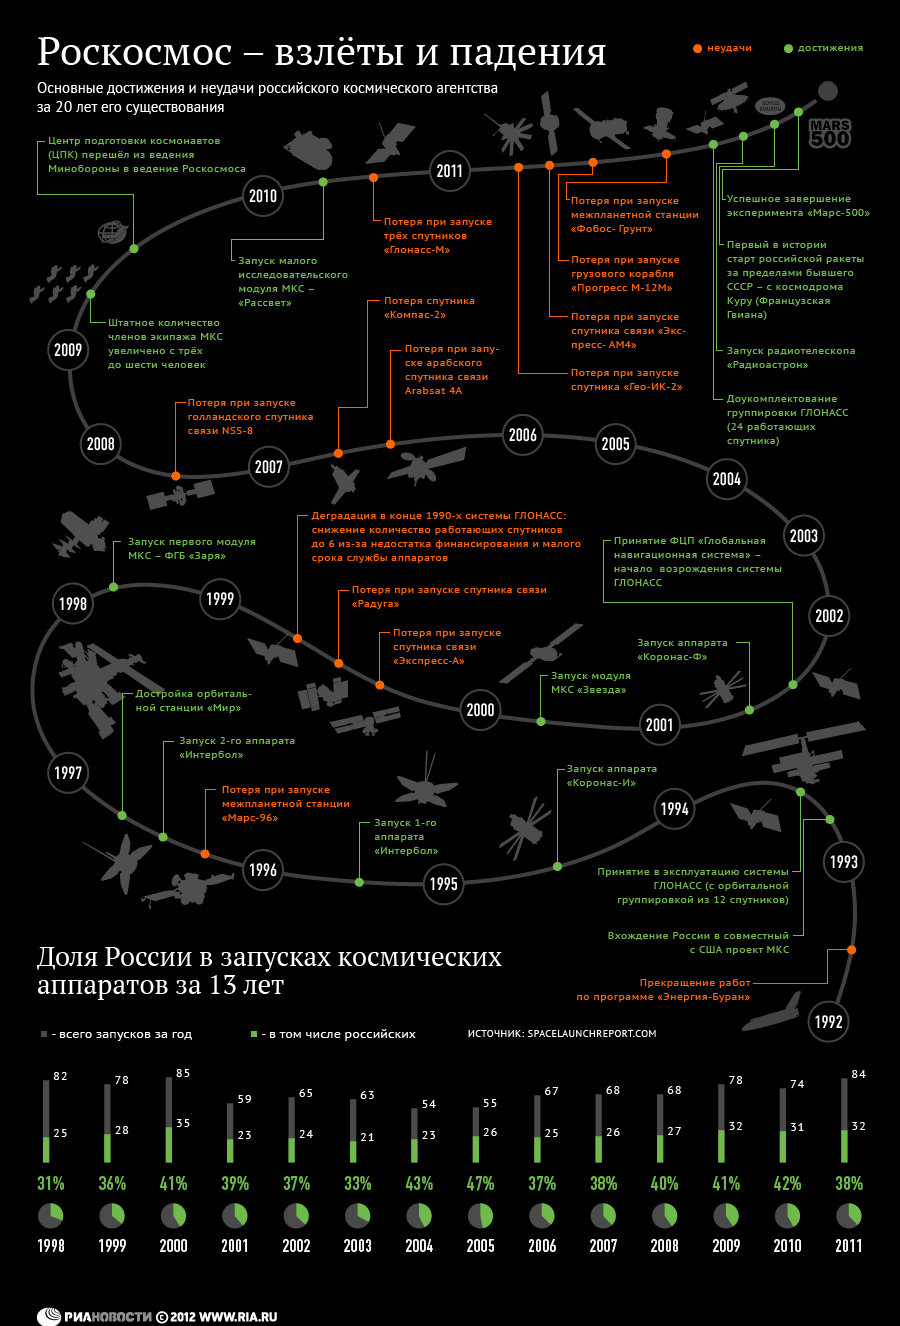 Роскосмос – взлёты и падения
неудачи
достижения
Основные достижения и неудачи российского космического агентства
за 20 лет его существования
SOYUZ
KOUROU
MARS
500
Центр подготовки космонавтов
(ЦПК) перешёл из ведения
Минобороны в ведение Роскосмоса
2010
2011
Потеря при запуске
трёх спутников
«Глонасс-М»
Запуск малого
исследовательского
модуля МКС –
«Рассвет»
Потеря при запуске
межпланетной станции
«Фобос- Грунт»
Потеря при запуске
грузового корабля
«Прогресс М-12М»
Потеря при запуске
спутника связи «Экс-
пресс- АМ4»
Потеря при запуске
спутника «Гео-ИК-2»
Успешное завершение
эксперимента «Марс-500»
Первый в истории
старт российской ракеты
за пределами бывшего
СССР – с космодрома
Куру (Французская
Гвиана)
Запуск радиотелескопа
«Радиоастрон»
Доукомплектование
группировки ГЛОНАСС
(24 работающих
спутника)
Штатное количество
членов экипажа МКС
увеличено с трёх
до шести человек
2009
Потеря спутника
«Компас-2»
Потеря при запу-
ске арабского
спутника связи
Arabsat 4A
Потеря при запуске
голландского спутника
связи NSS-8
2008
2007
2006
2005
2004
2003
Деградация в конце 1990-х системы ГЛОНАСС:
снижение количество работающих спутников
до 6 из-за недостатка финансирования и малого
срока службы аппаратов
Запуск первого модуля
МКС – ФГБ «Заря»
Принятие ФЦП «Глобальная
навигационная система» –
начало возрождения системы
ГЛОНАСС
1998
1999
2002
Потеря при запуске спутника связи
«Радуга»
Потеря при запуске
спутника связи
«Экспресс-А»
Запуск аппарата
«Коронас-Ф»
Запуск модуля
МКС «Звезда»
2000
2001
Достройка орбиталь-
ной станции «Мир»
Запуск 2-го аппарата
«Интербол»
1997
Потеря при запуске
межпланетной станции
«Марс-96»
Запуск аппарата
«Коронас-И»
Запуск 1-го
аппарата
«Интербол»
1994
1996
1995
1993
Принятие в эксплуатацию системы
ГЛОНАСС (с орбитальной
группировкой из 12 спутников)
Вхождение России в совместный
с США проект МКС
Прекращение работ
по программе «Энергия-Буран»
1992
Доля России в запусках космических
аппаратов за 13 лет
- всего запусков за год
- в том числе российских
ИСТОЧНИК: SPACELAUNCHREPORT.COM
82 78 85 59 65 63 54 55 67 68 68 78 74 84
25 28 35 23 24 21 23 26 25 26 27 32 31 32
31% 36% 41% 39% 37% 33% 43% 47% 37% 38% 40% 41% 42% 38%
1998 1999 2000 2001 2002 2003 2004 2005 2006 2007 2008 2009 2010 2011
РИАНОВОСТИ © 2012 WWW.RIA.RU